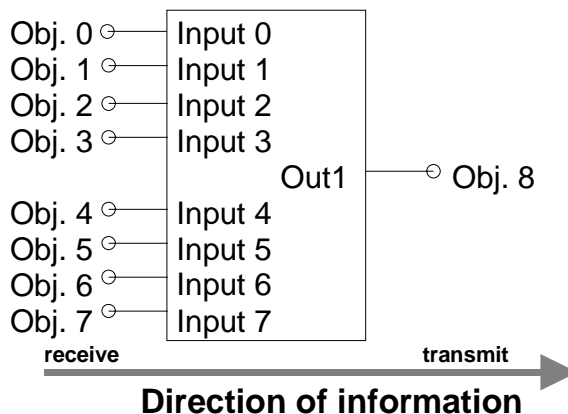 Obj. 0 Input 0
Obj. 1 Input 1
Obj. 2 Input 2
Obj. 3 Input 3
Out1 Obj. 8
Obj. 4 Input 4
Obj. 5 Input 5
Obj. 6 Input 6
Obj. 7 Input 7
receive transmit
Direction of information